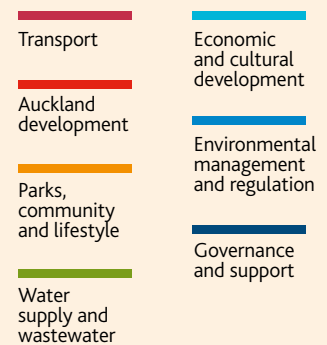 Transport
Auckland
development
Parks,
community
and lifestyle
Water
supply and
wastewater
Economic
and cultural
development
Environmental
management
and regulation
Governance
and support